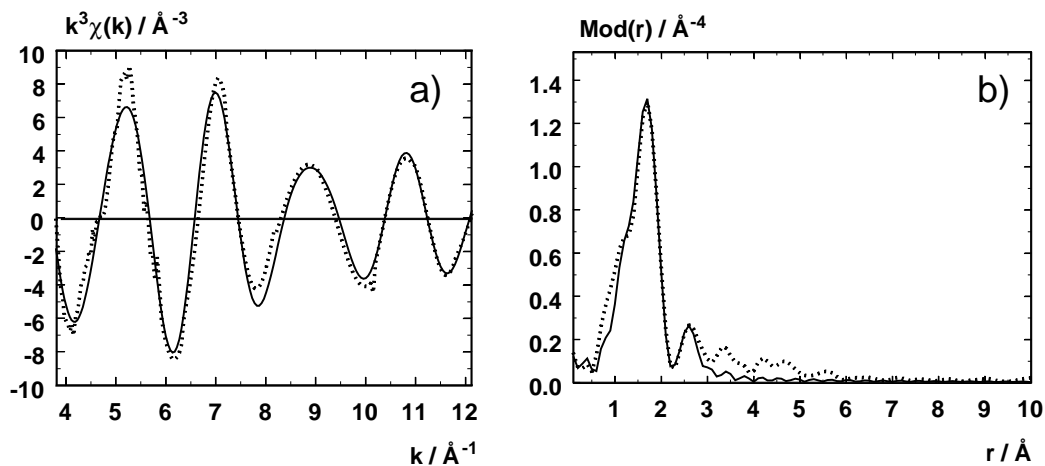 k³χ(k) / Å⁻³
a)
10
8
6
4
2
0
-2
-4
-6
-8
-10
4 5 6 7 8 9 10 11 12
k / Å⁻¹
Mod(r) / Å⁻⁴
b)
1.4
1.2
1.0
0.8
0.6
0.4
0.2
0.0
1 2 3 4 5 6 7 8 9 10
r / Å